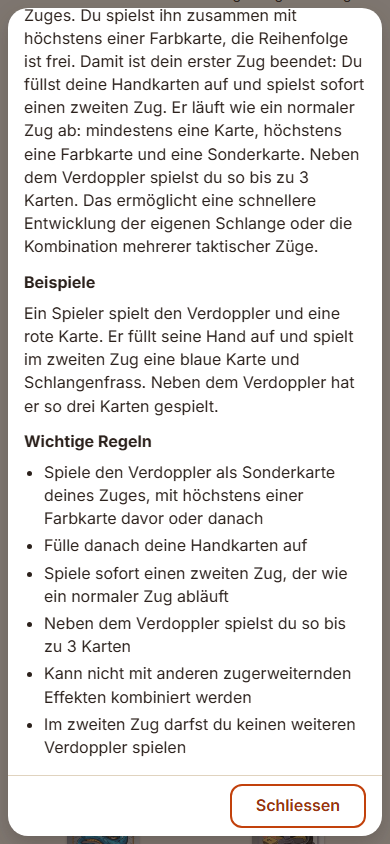 Zuges. Du spielst ihn zusammen mit
höchstens einer Farbkarte, die Reihenfolge
ist frei. Damit ist dein erster Zug beendet: Du
füllst deine Handkarten auf und spielst sofort
einen zweiten Zug. Er läuft wie ein normaler
Zug ab: mindestens eine Karte, höchstens
eine Farbkarte und eine Sonderkarte. Neben
dem Verdoppler spielst du so bis zu 3
Karten. Das ermöglicht eine schnellere
Entwicklung der eigenen Schlange oder die
Kombination mehrerer taktischer Züge.
Beispiele
Ein Spieler spielt den Verdoppler und eine
rote Karte. Er füllt seine Hand auf und spielt
im zweiten Zug eine blaue Karte und
Schlangenfrass. Neben dem Verdoppler hat
er so drei Karten gespielt.
Wichtige Regeln
• Spiele den Verdoppler als Sonderkarte
deines Zuges, mit höchstens einer
Farbkarte davor oder danach
• Fülle danach deine Handkarten auf
• Spiele sofort einen zweiten Zug, der wie
ein normaler Zug abläuft
• Neben dem Verdoppler spielst du so bis
zu 3 Karten
• Kann nicht mit anderen zugerweiternden
Effekten kombiniert werden
• Im zweiten Zug darfst du keinen weiteren
Verdoppler spielen
Schliessen